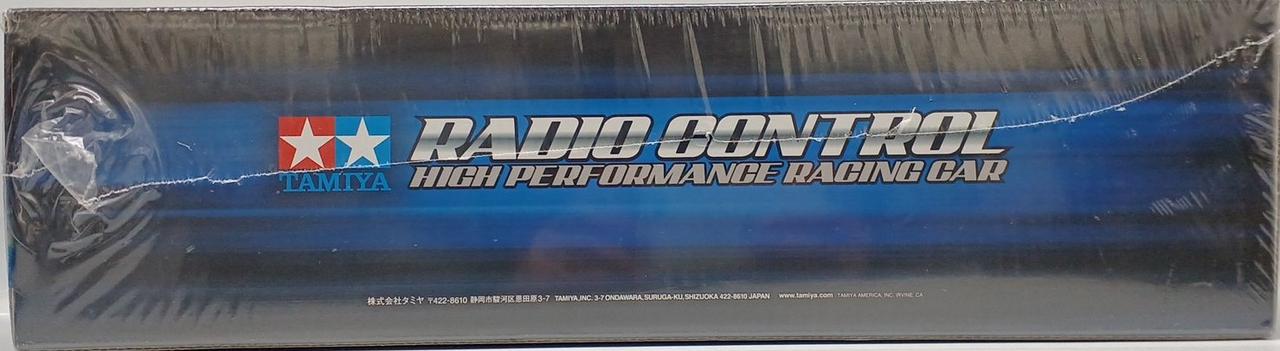 RADIO CONTROL
TAMIYA
HIGH PERFORMANCE RACING CAR
株式会社タミヤ 〒422-8610 静岡市駿河区恩田原3-7 TAMIYA,INC. 3-7 ONDAWARA, SURUGA-KU, SHIZUOKA 422-8610 JAPAN www.tamiya.com TAMIYA AMERICA, INC. IRVINE, CA